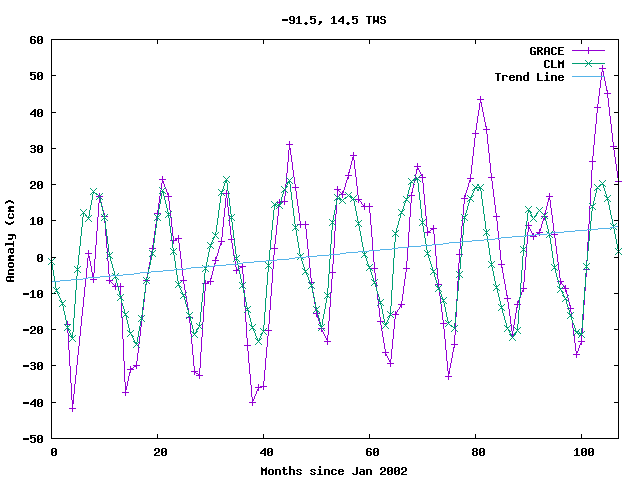 -91.5, 14.5 TWS
60
50
40
30
20
10
0
-10
-20
-30
-40
-50
Anomaly (cm)
GRACE
CLM
Trend Line
0 20 40 60 80 100
Months since Jan 2002